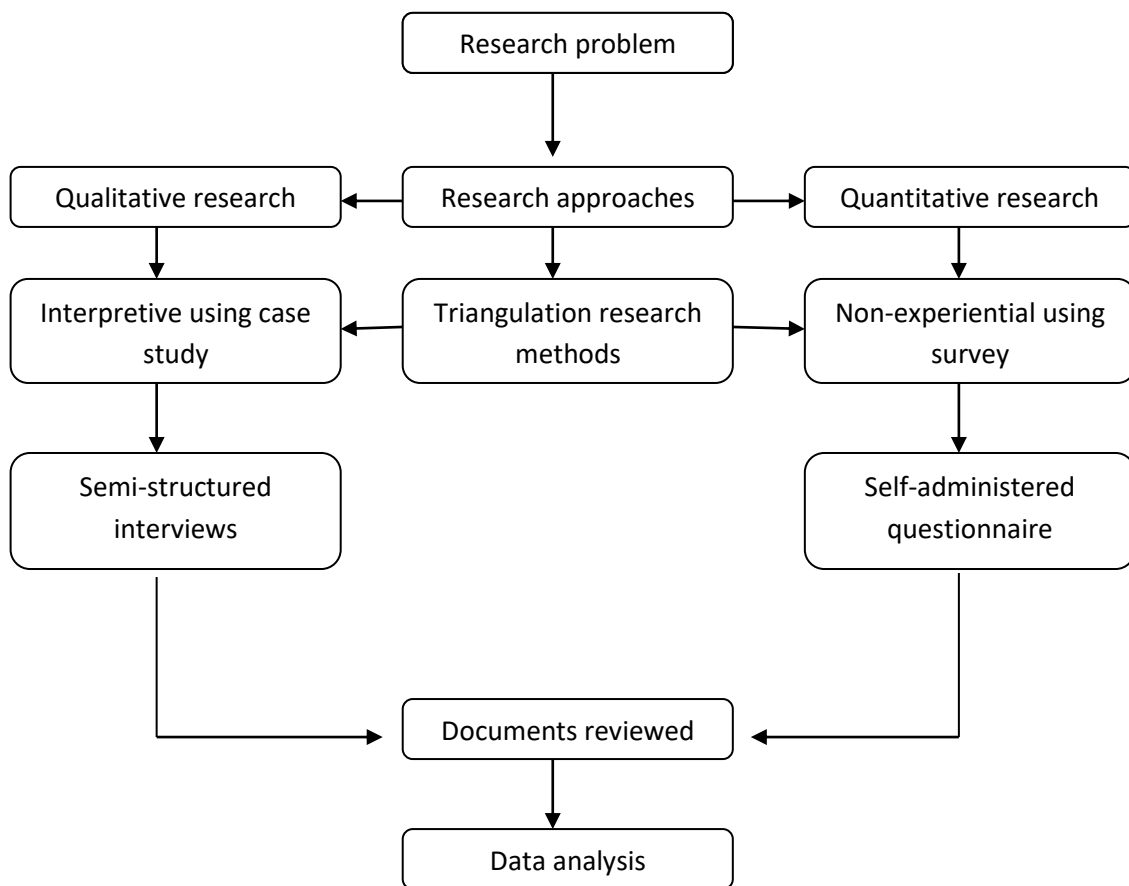 Research problem
Qualitative research
Research approaches
Quantitative research
Interpretive using case
study
Triangulation research
methods
Non-experiential using
survey
Semi-structured
interviews
Self-administered
questionnaire
Documents reviewed
Data analysis